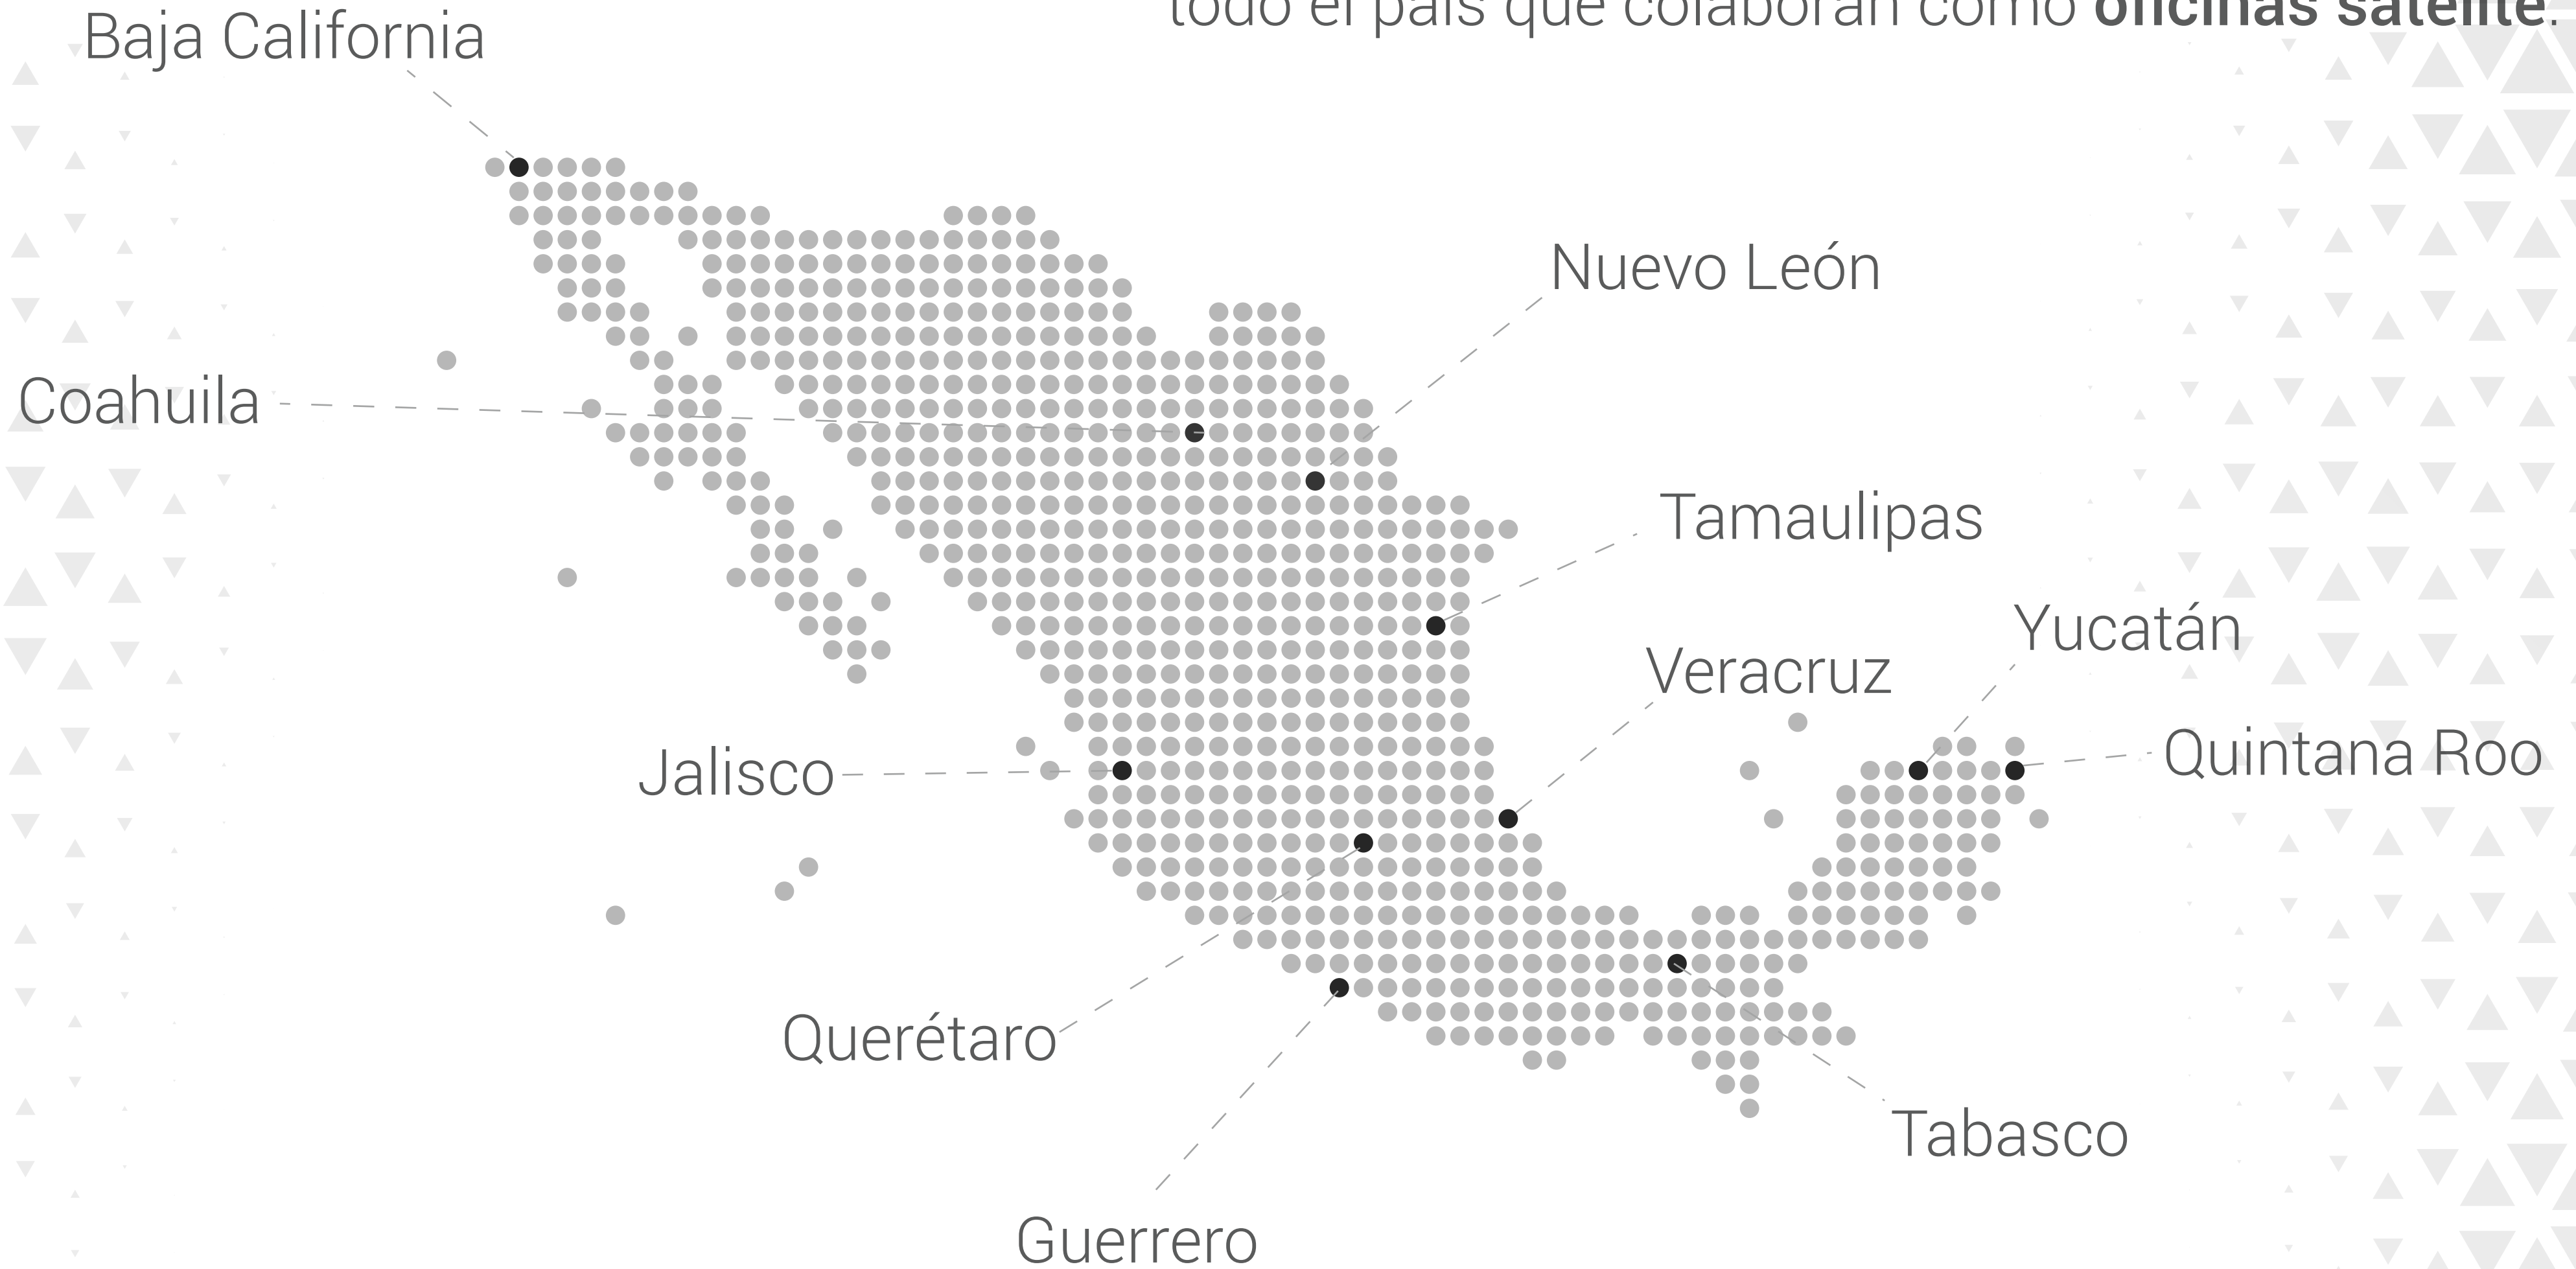 todo el país que colaboran como oficinas satélite.
Baja California
Nuevo León
Coahuila
Tamaulipas
Yucatán
Veracruz
Quintana Roo
Jalisco
Querétaro
Tabasco
Guerrero